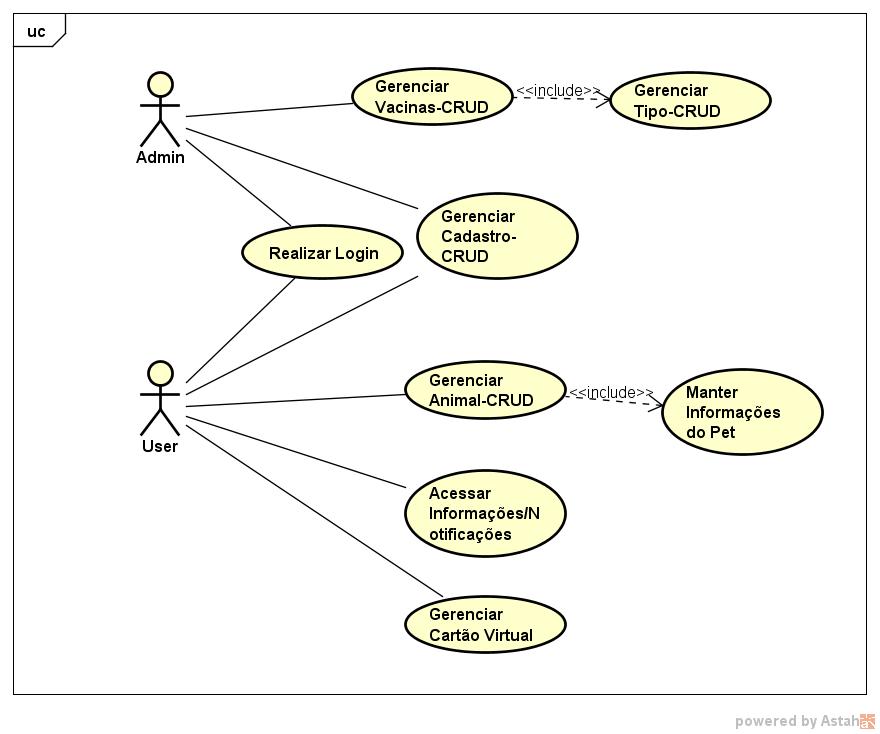 uc
Gerenciar
Vacinas-CRUD
<<include>>
Gerenciar
Tipo-CRUD
Admin
Gerenciar
Cadastro-
CRUD
Realizar Login
User
Gerenciar
Animal-CRUD
<<include>>
Manter
Informações
do Pet
Acessar
Informações/N
otificações
Gerenciar
Cartão Virtual
powered by Astah